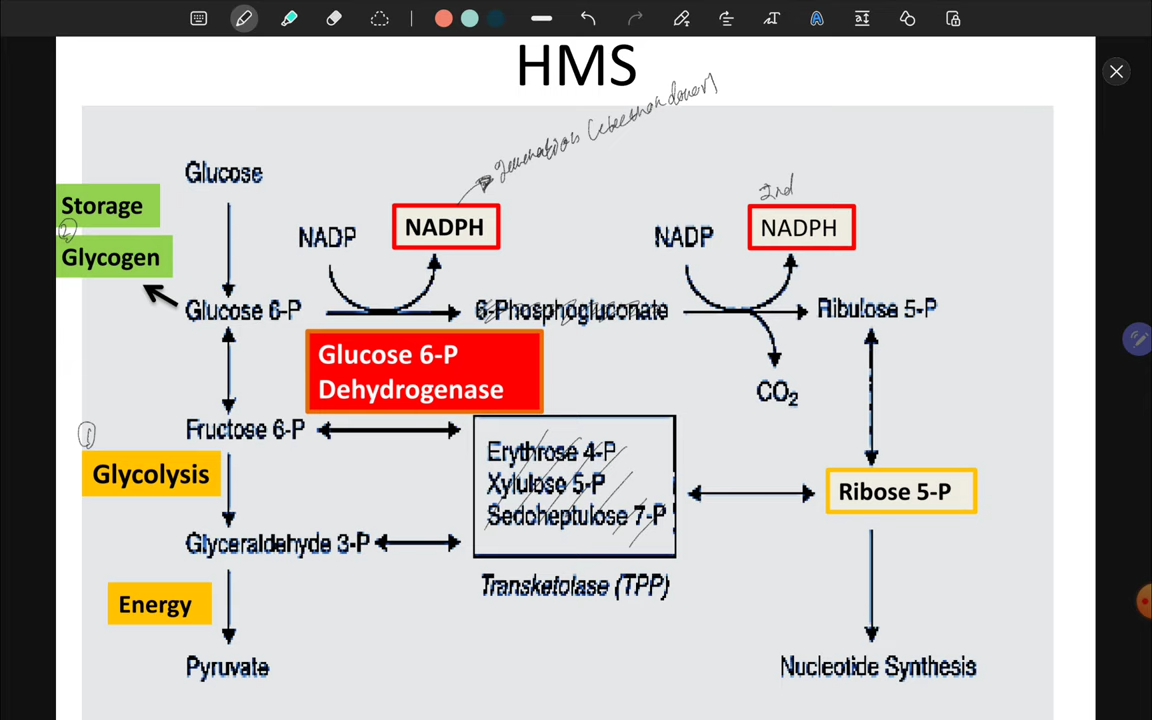 HMS
(electron donor)
Glucose
Storage
2nd
2
NADP
NADPH
NADP
NADPH
Glycogen
Glucose 6-P
6-Phosphogluconate
Ribulose 5-P
Glucose 6-P
Dehydrogenase
CO2
1
Fructose 6-P
Erythrose 4-P
Glycolysis
Xylulose 5-P
Ribose 5-P
Sedoheptulose 7-P
Glyceraldehyde 3-P
Transketolase (TPP)
Energy
Pyruvate
Nucleotide Synthesis